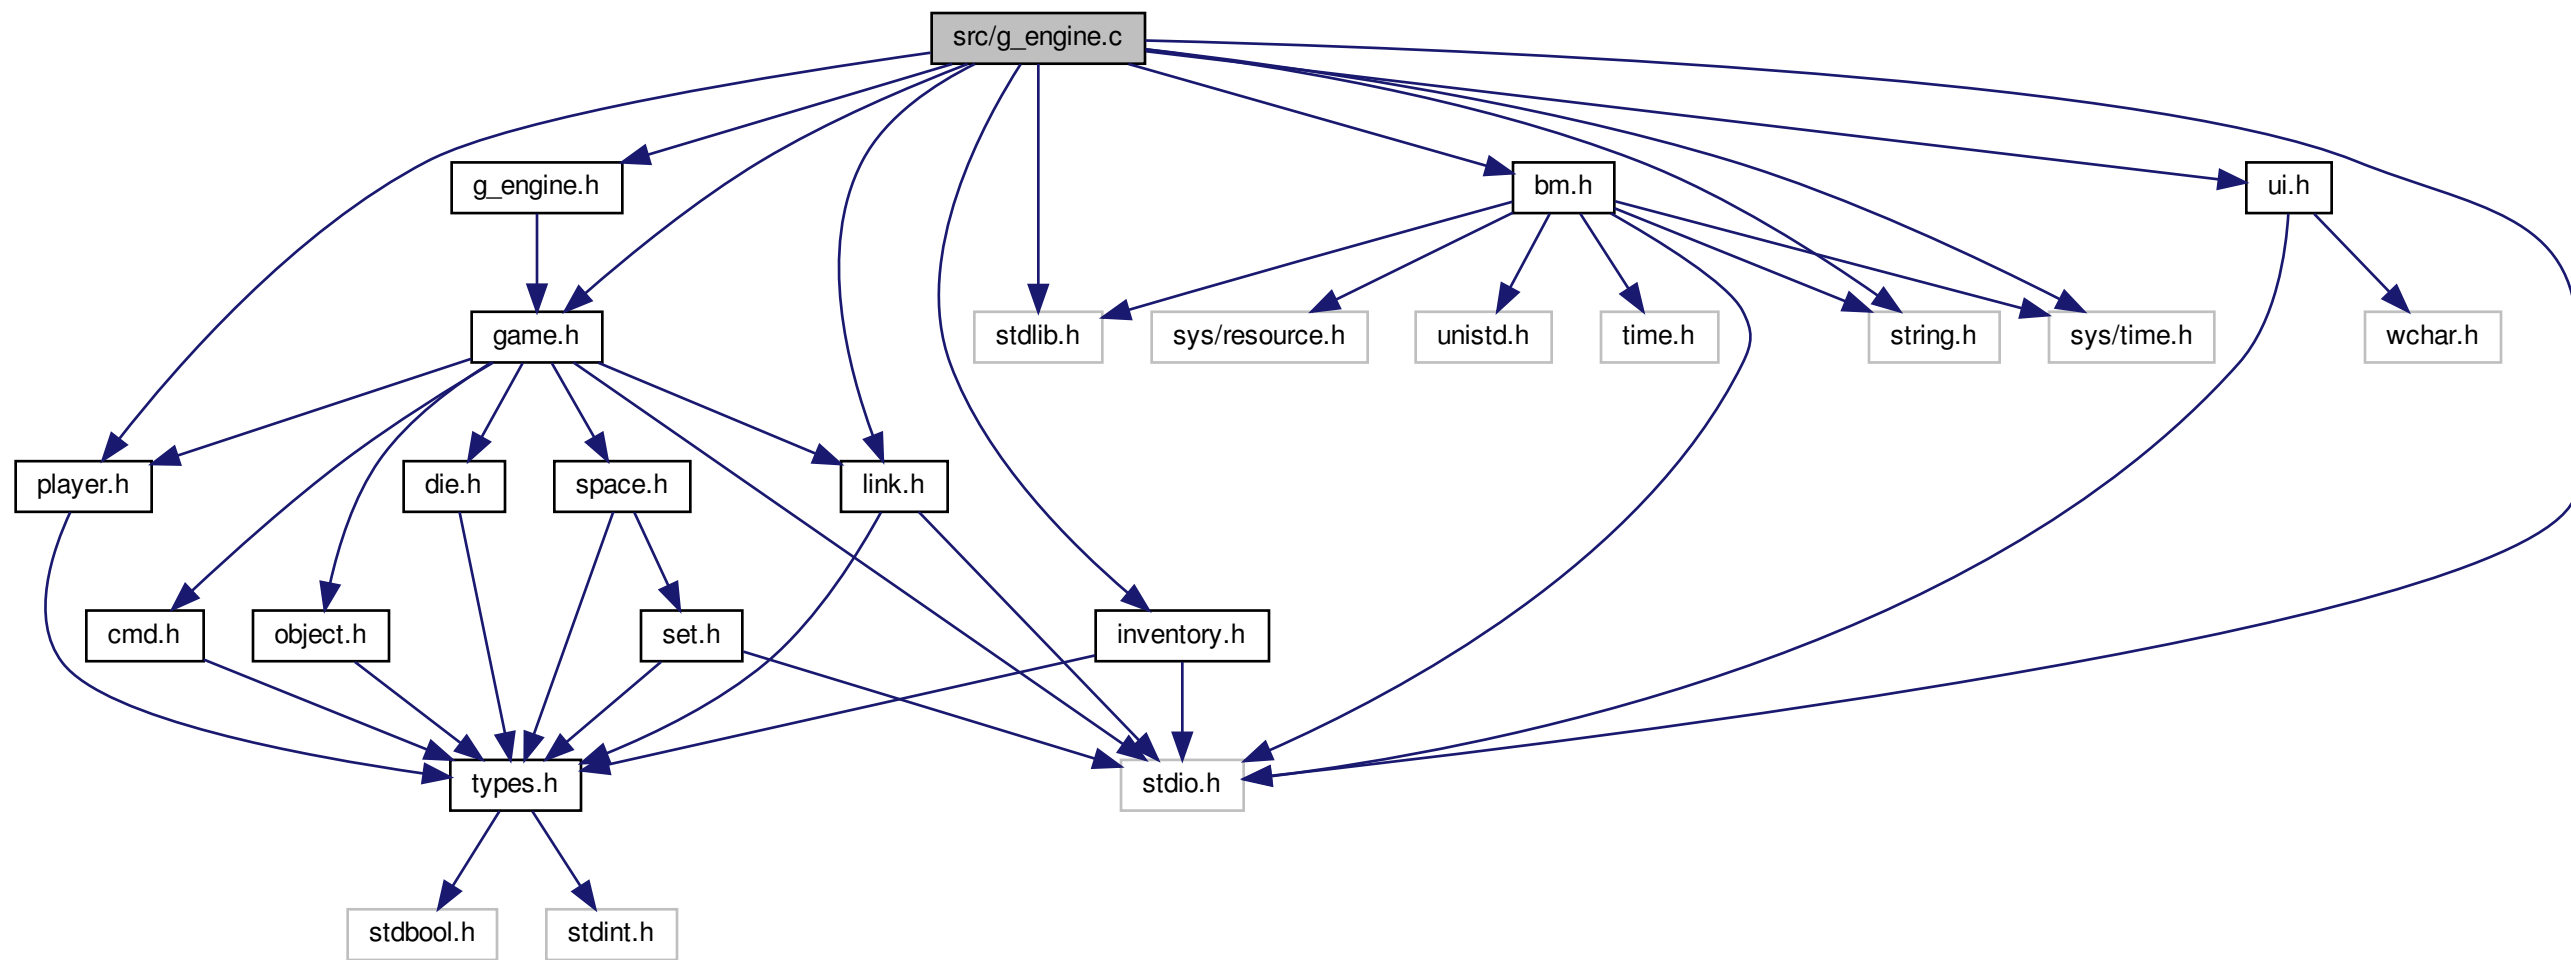 src/g_engine.c
g_engine.h
bm.h
ui.h
game.h
stdlib.h
sys/resource.h
unistd.h
time.h
string.h
sys/time.h
wchar.h
player.h
die.h
space.h
link.h
cmd.h
object.h
set.h
inventory.h
types.h
stdio.h
stdbool.h
stdint.h